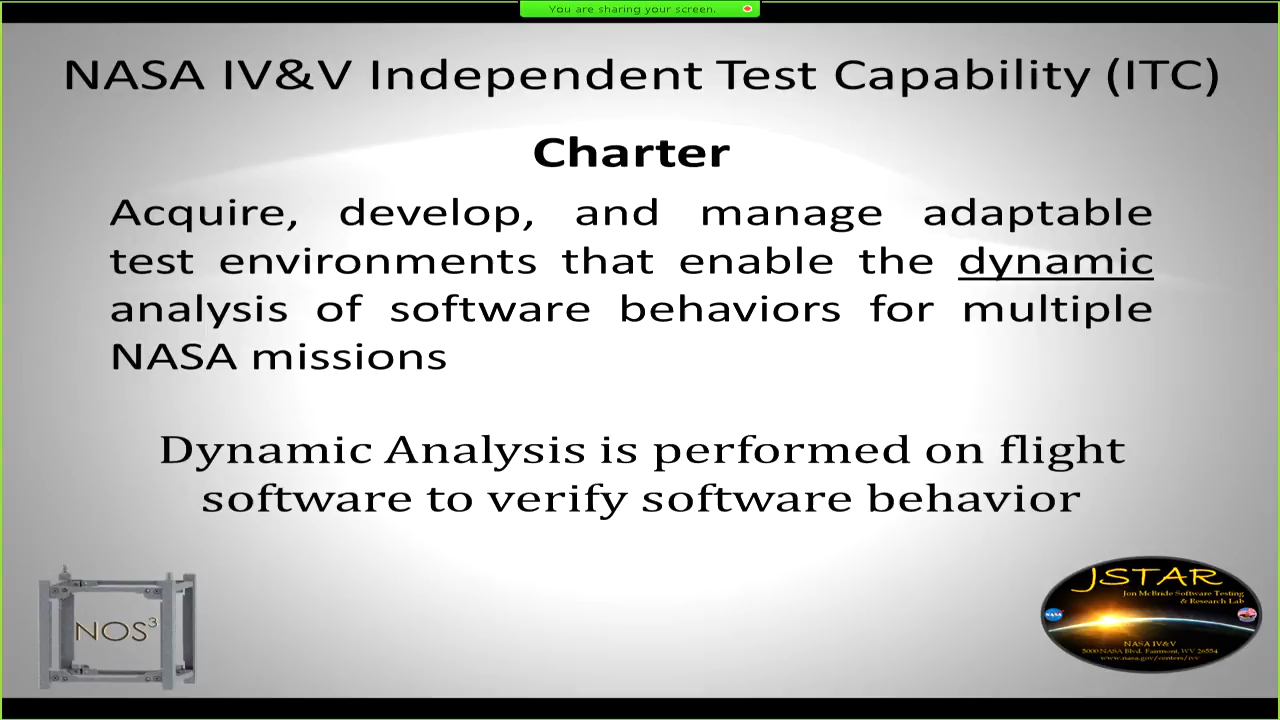 You are sharing your screen.
NASA IV&V Independent Test Capability (ITC)
Charter
Acquire, develop, and manage adaptable
test environments that enable the dynamic
analysis of software behaviors for multiple
NASA missions
Dynamic Analysis is performed on flight
software to verify software behavior
NOS³
JSTAR
Jon McBride Software Testing
& Research Lab
NASA
NASA IV&V
5000 NASA Blvd. Fairmont, WV 26554
www.nasa.gov/centers/ivv